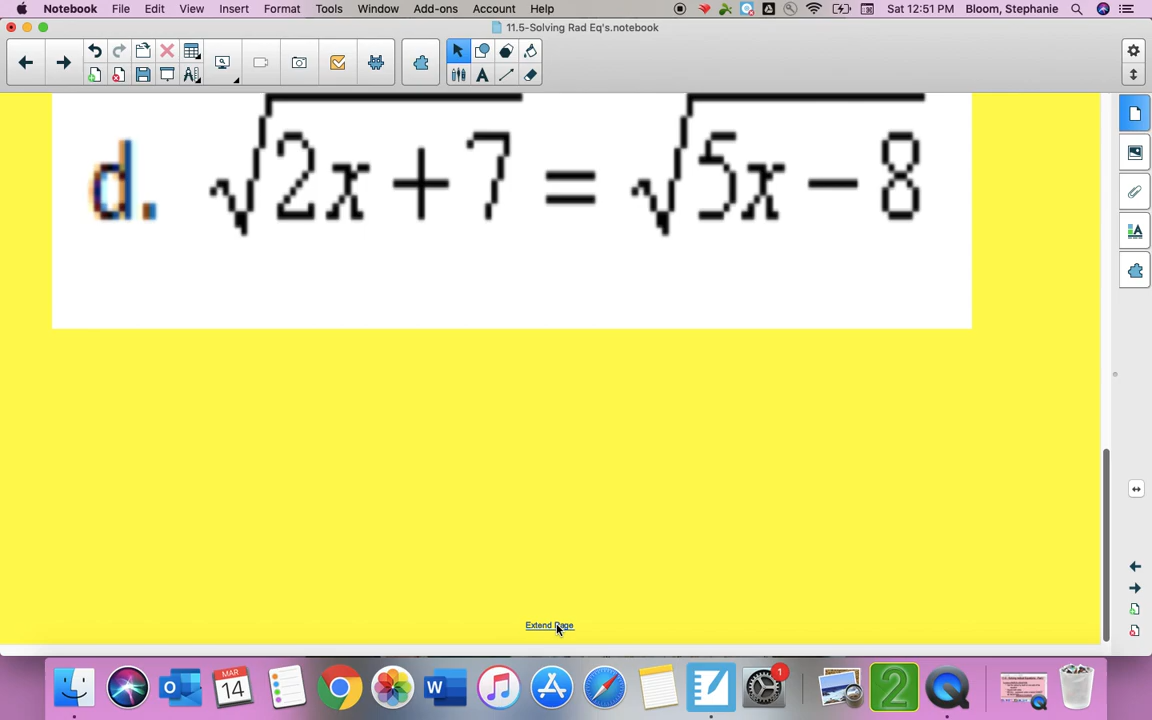 Notebook File Edit View Insert Format Tools Window Add-ons Account Help Sat 12:51 PM Bloom, Stephanie
11.5-Solving Rad Eq's.notebook
d. √2x + 7 = √5x − 8
Extend Page
MAR
14
W
1
2